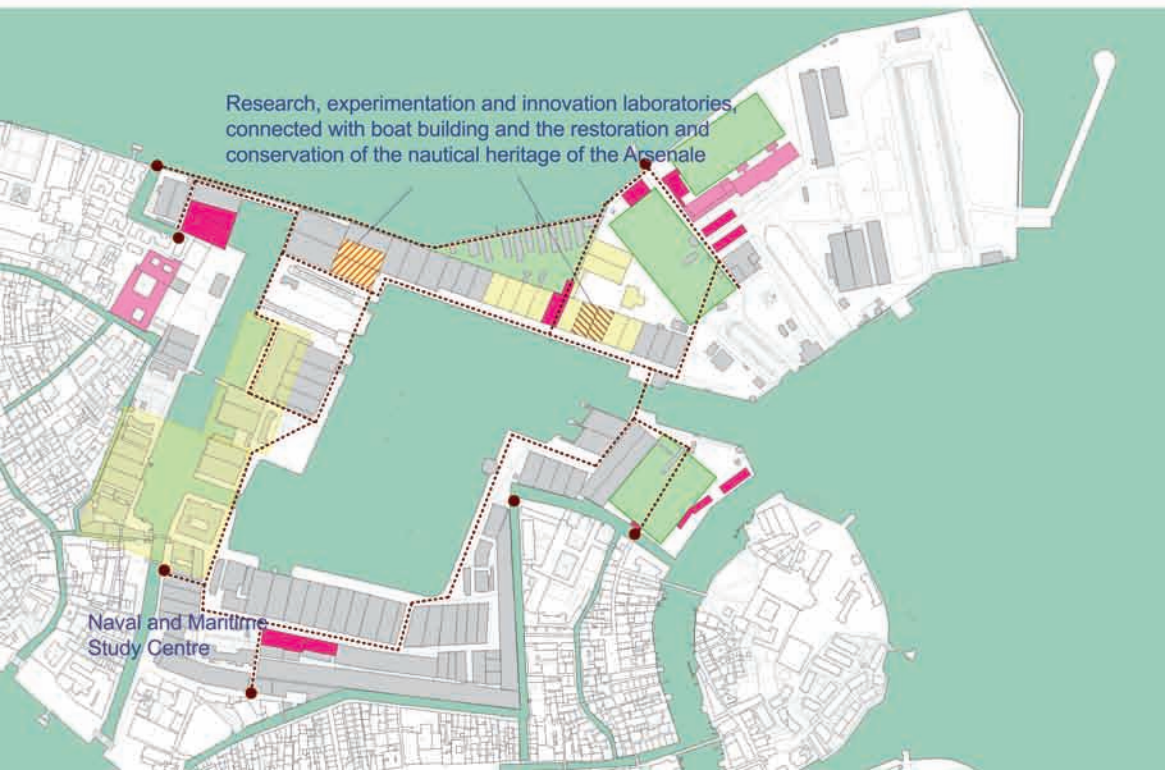 Research, experimentation and innovation laboratories,
connected with boat building and the restoration and
conservation of the nautical heritage of the Arsenale
Naval and Maritime
Study Centre